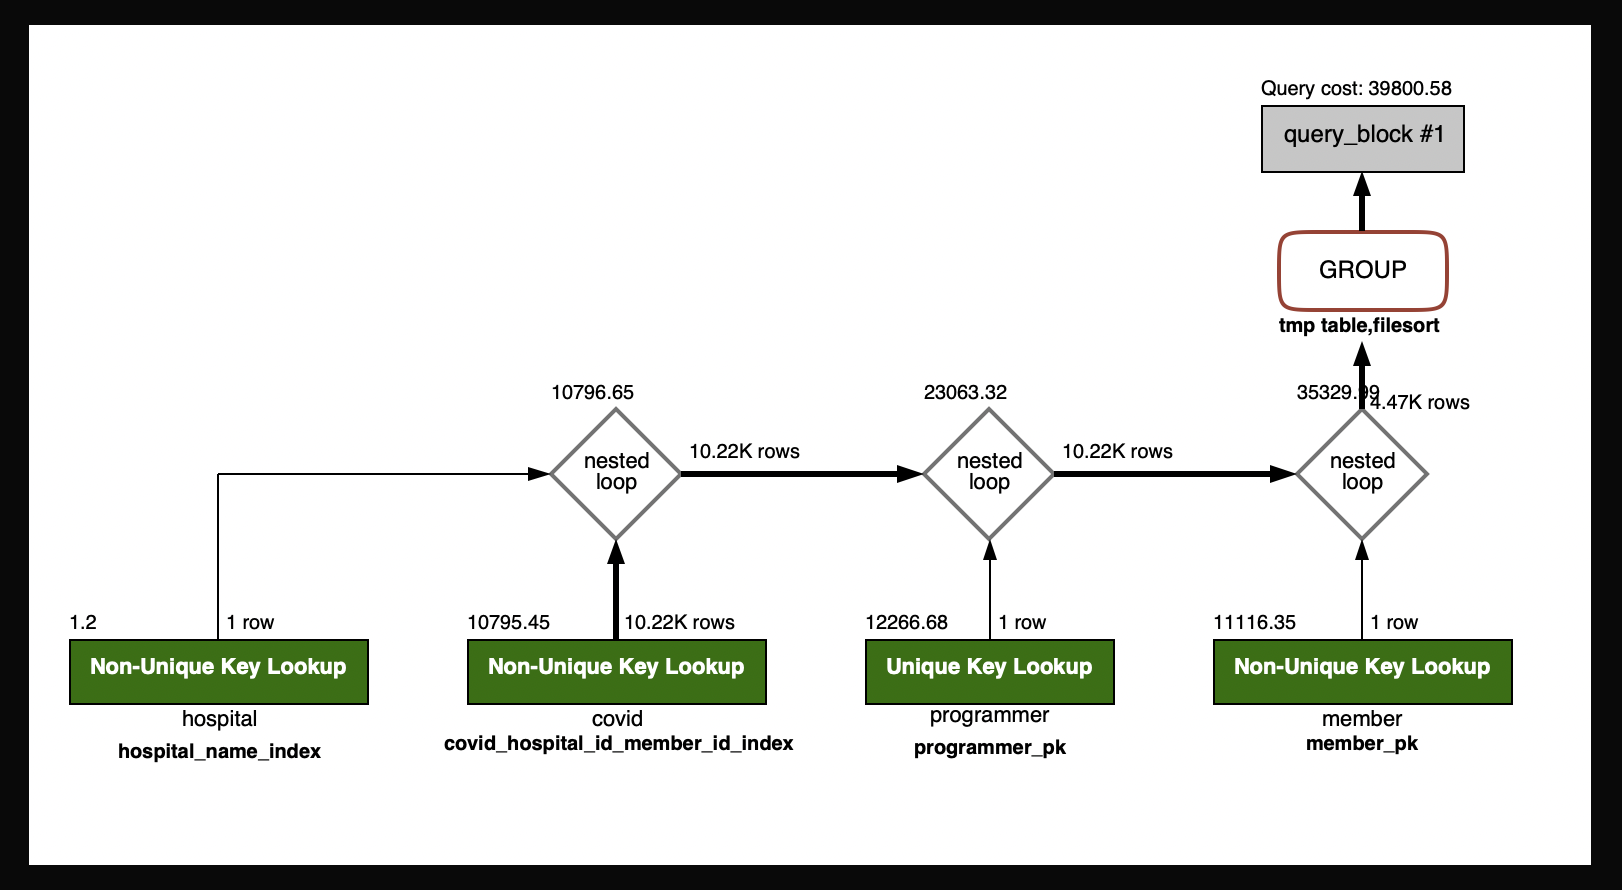 Query cost: 39800.58
query_block #1
GROUP
tmp table,filesort
10796.65
23063.32
35329.99
4.47K rows
nested
loop
10.22K rows
nested
loop
10.22K rows
nested
loop
1.2
1 row
10795.45
10.22K rows
12266.68
1 row
11116.35
1 row
Non-Unique Key Lookup
Non-Unique Key Lookup
Unique Key Lookup
Non-Unique Key Lookup
hospital
covid
programmer
member
hospital_name_index
covid_hospital_id_member_id_index
programmer_pk
member_pk